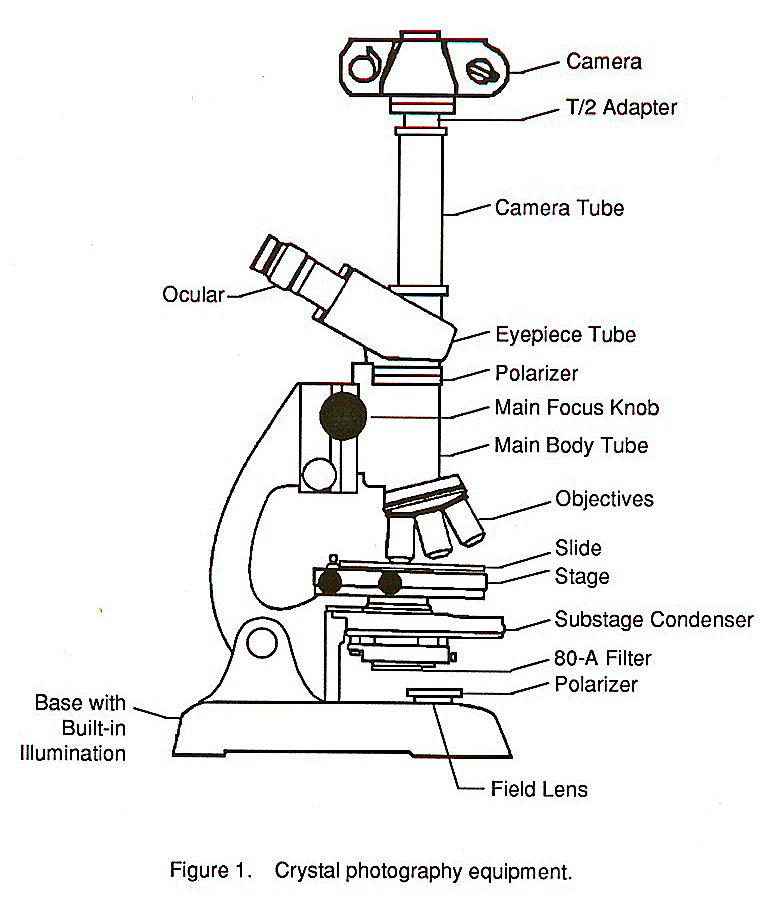 Camera
T/2 Adapter
Camera Tube
Ocular
Eyepiece Tube
Polarizer
Main Focus Knob
Main Body Tube
Objectives
Slide
Stage
Substage Condenser
80-A Filter
Polarizer
Base with
Built-in
Illumination
Field Lens
Figure 1. Crystal photography equipment.